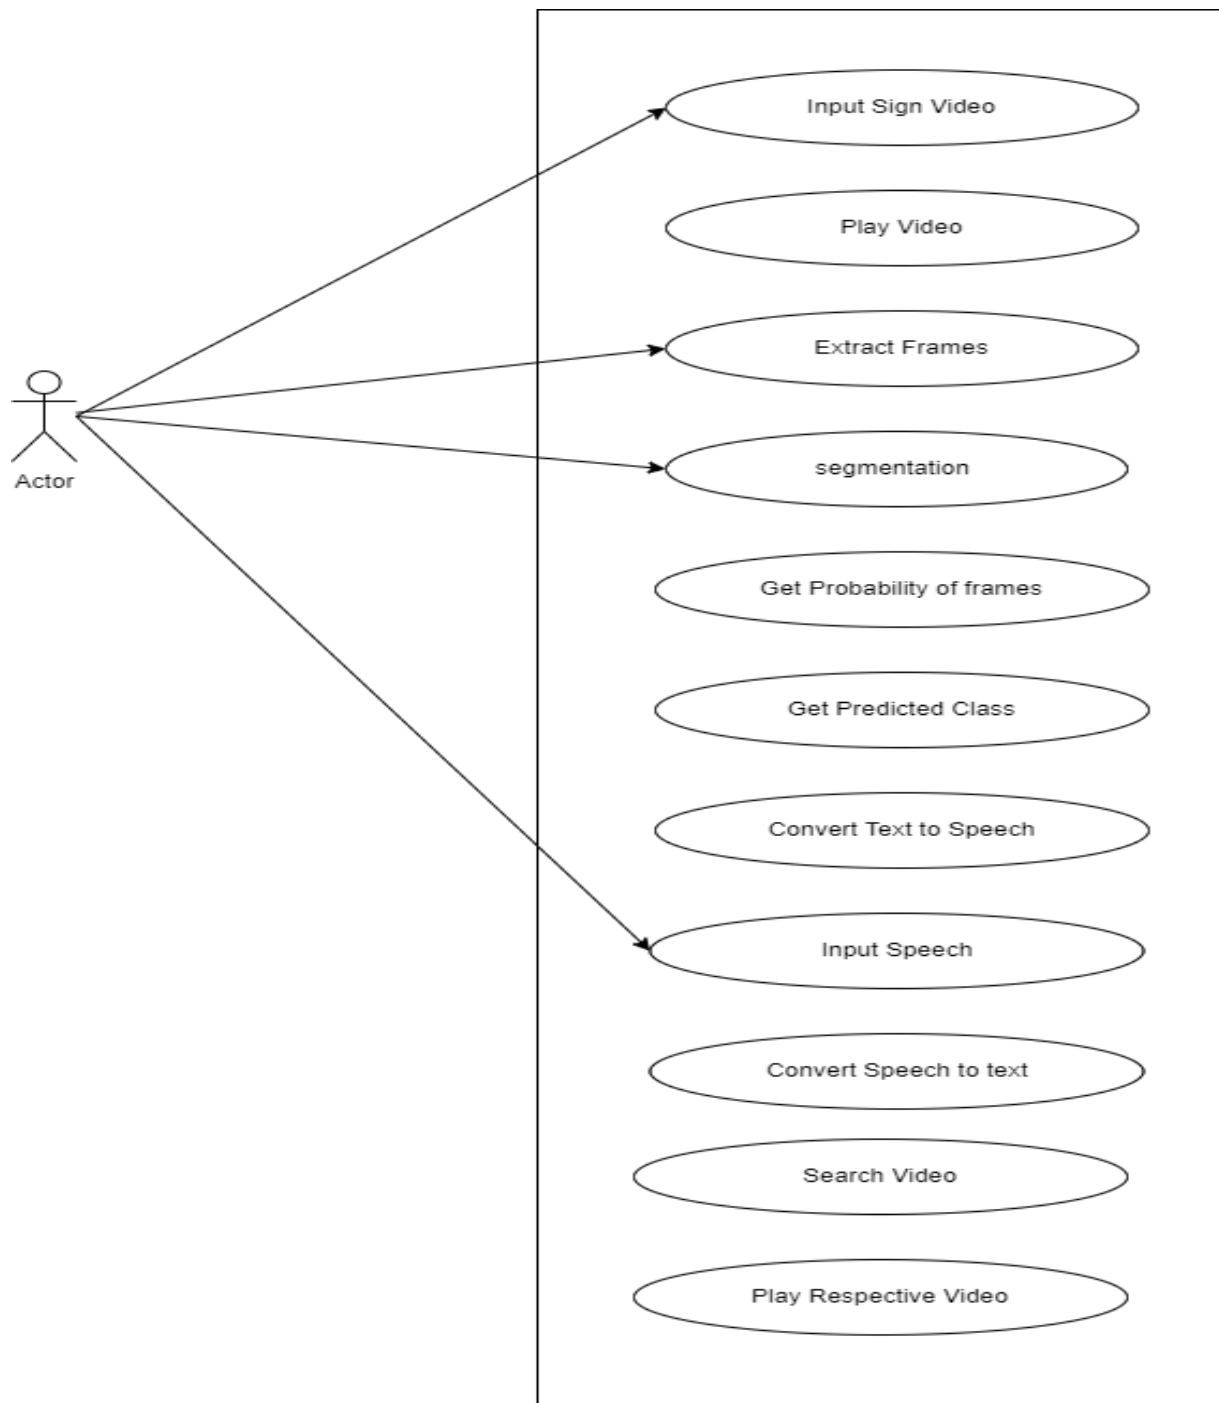 Input Sign Video
Play Video
Extract Frames
segmentation
Actor
Get Probability of frames
Get Predicted Class
Convert Text to Speech
Input Speech
Convert Speech to text
Search Video
Play Respective Video